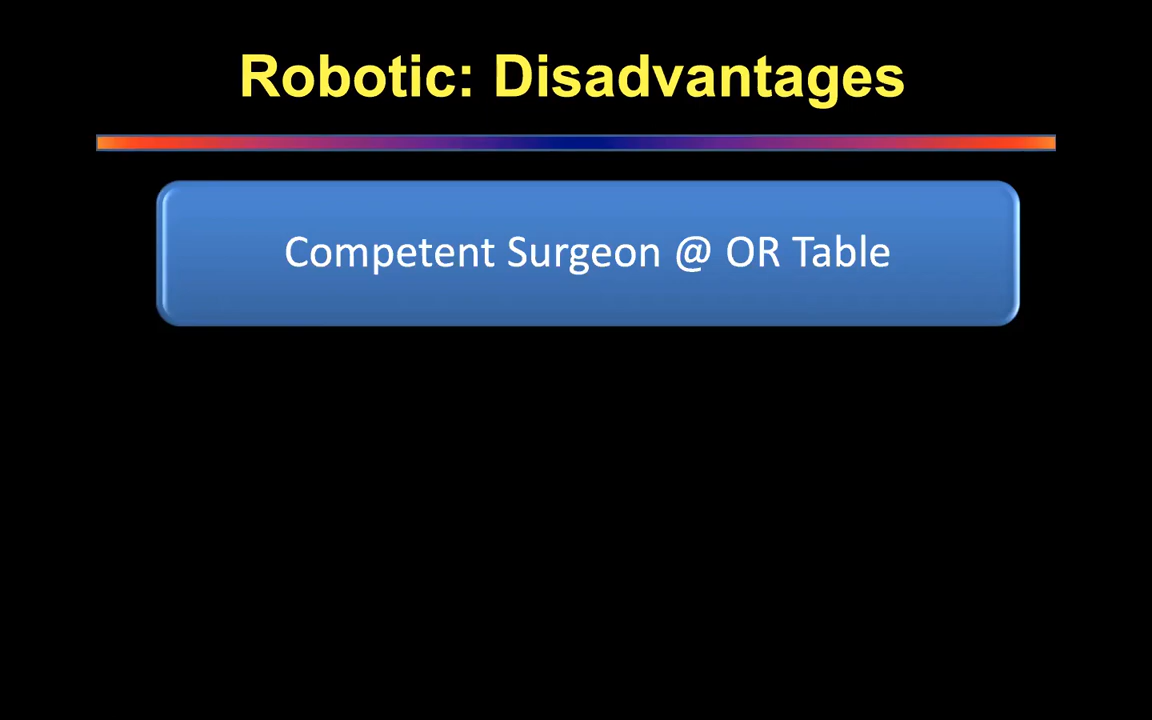 Robotic: Disadvantages
Competent Surgeon @ OR Table